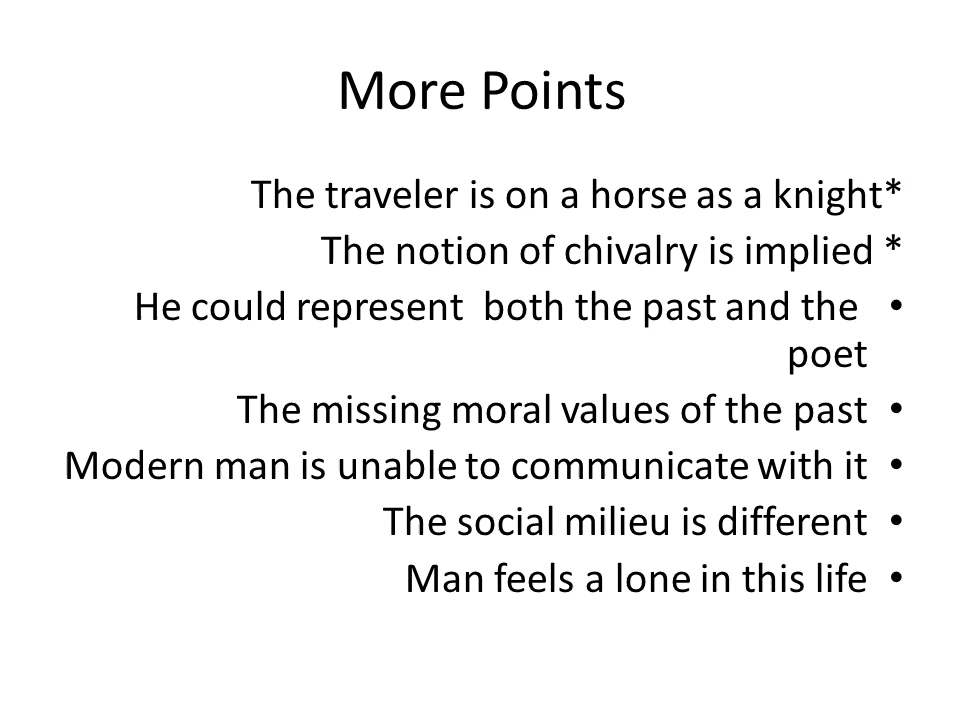 More Points
The traveler is on a horse as a knight*
The notion of chivalry is implied *
He could represent  both the past and the •
poet
The missing moral values of the past •
Modern man is unable to communicate with it •
The social milieu is different •
Man feels a lone in this life •